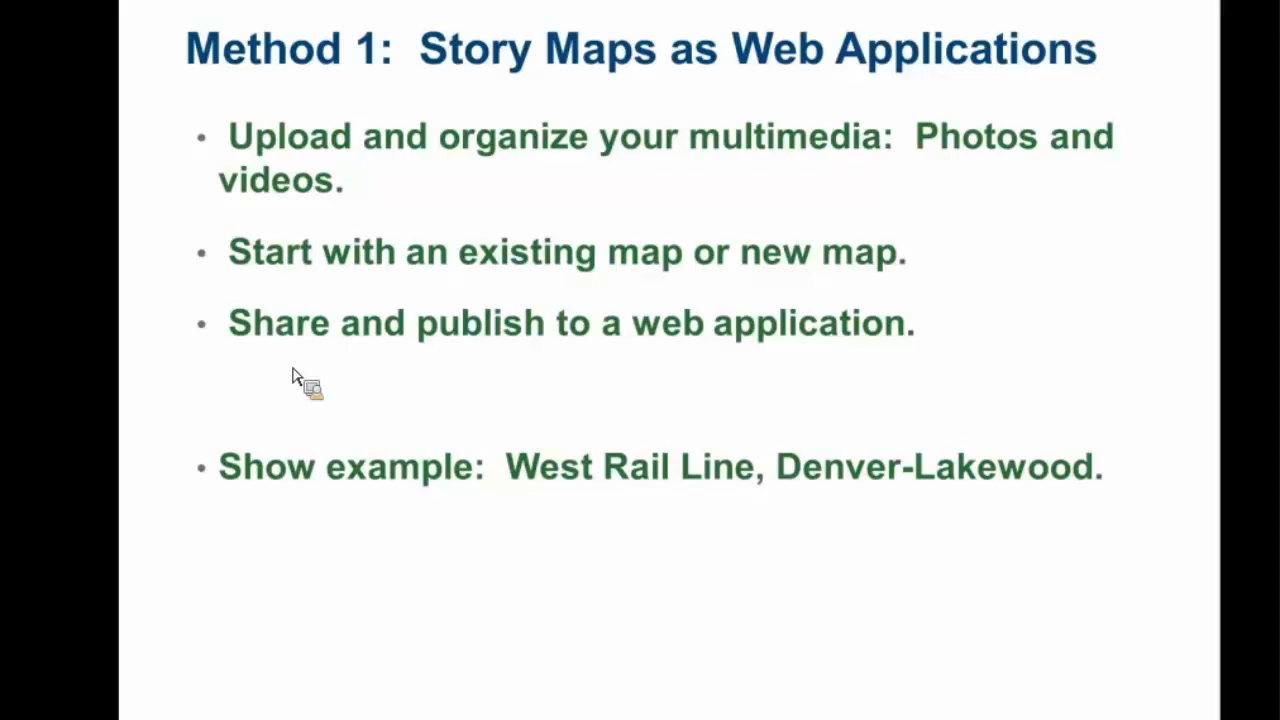 Method 1:  Story Maps as Web Applications
• Upload and organize your multimedia:  Photos and
videos.
• Start with an existing map or new map.
• Share and publish to a web application.
• Show example:  West Rail Line, Denver-Lakewood.